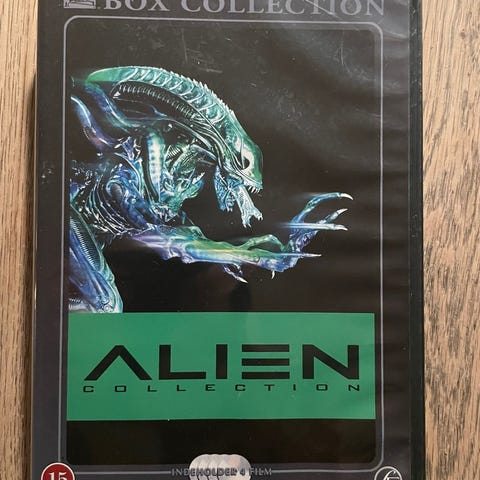 BOX COLLECTION
ALIEN
COLLECTION
15
INDEHOLDER 4 FILM